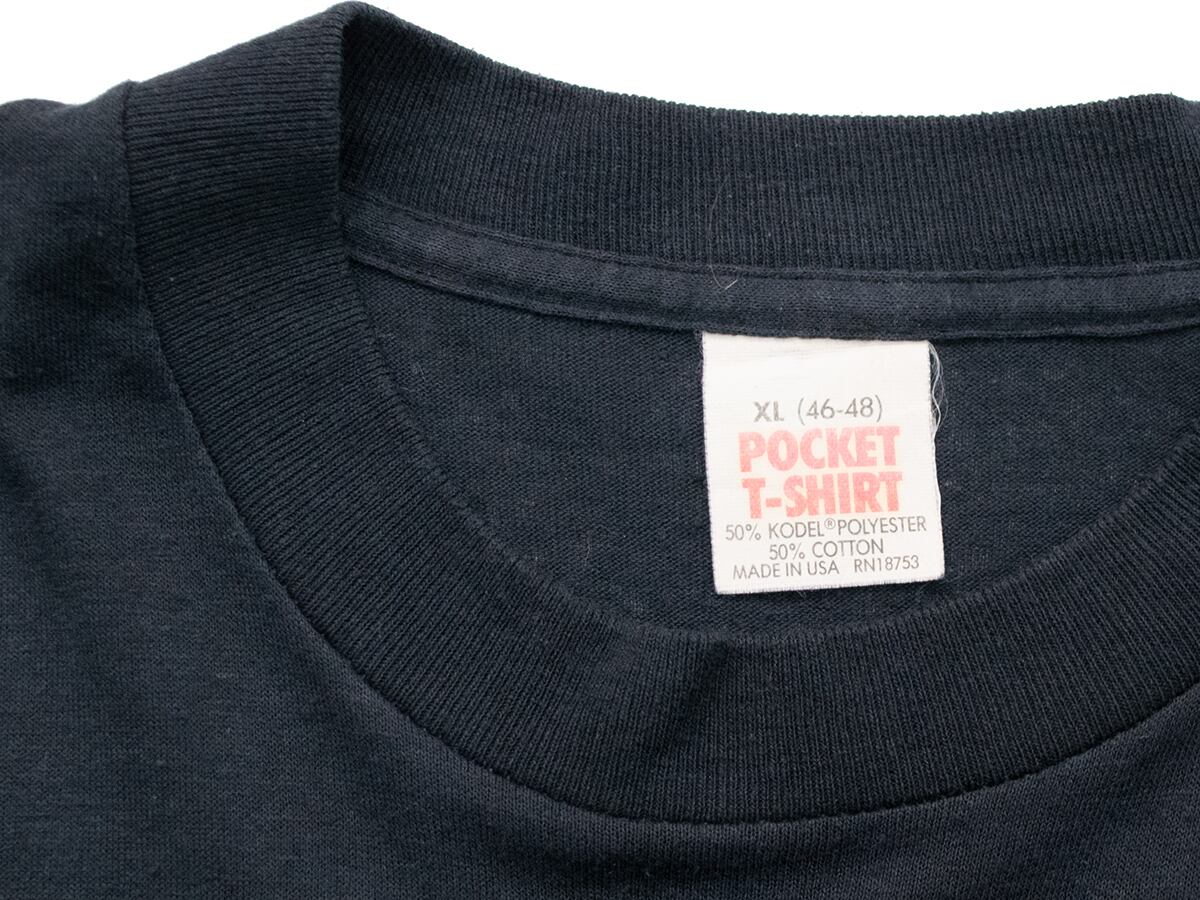 XL (46-48)
POCKET
T-SHIRT
50% KODEL® POLYESTER
50% COTTON
MADE IN USA RN18753